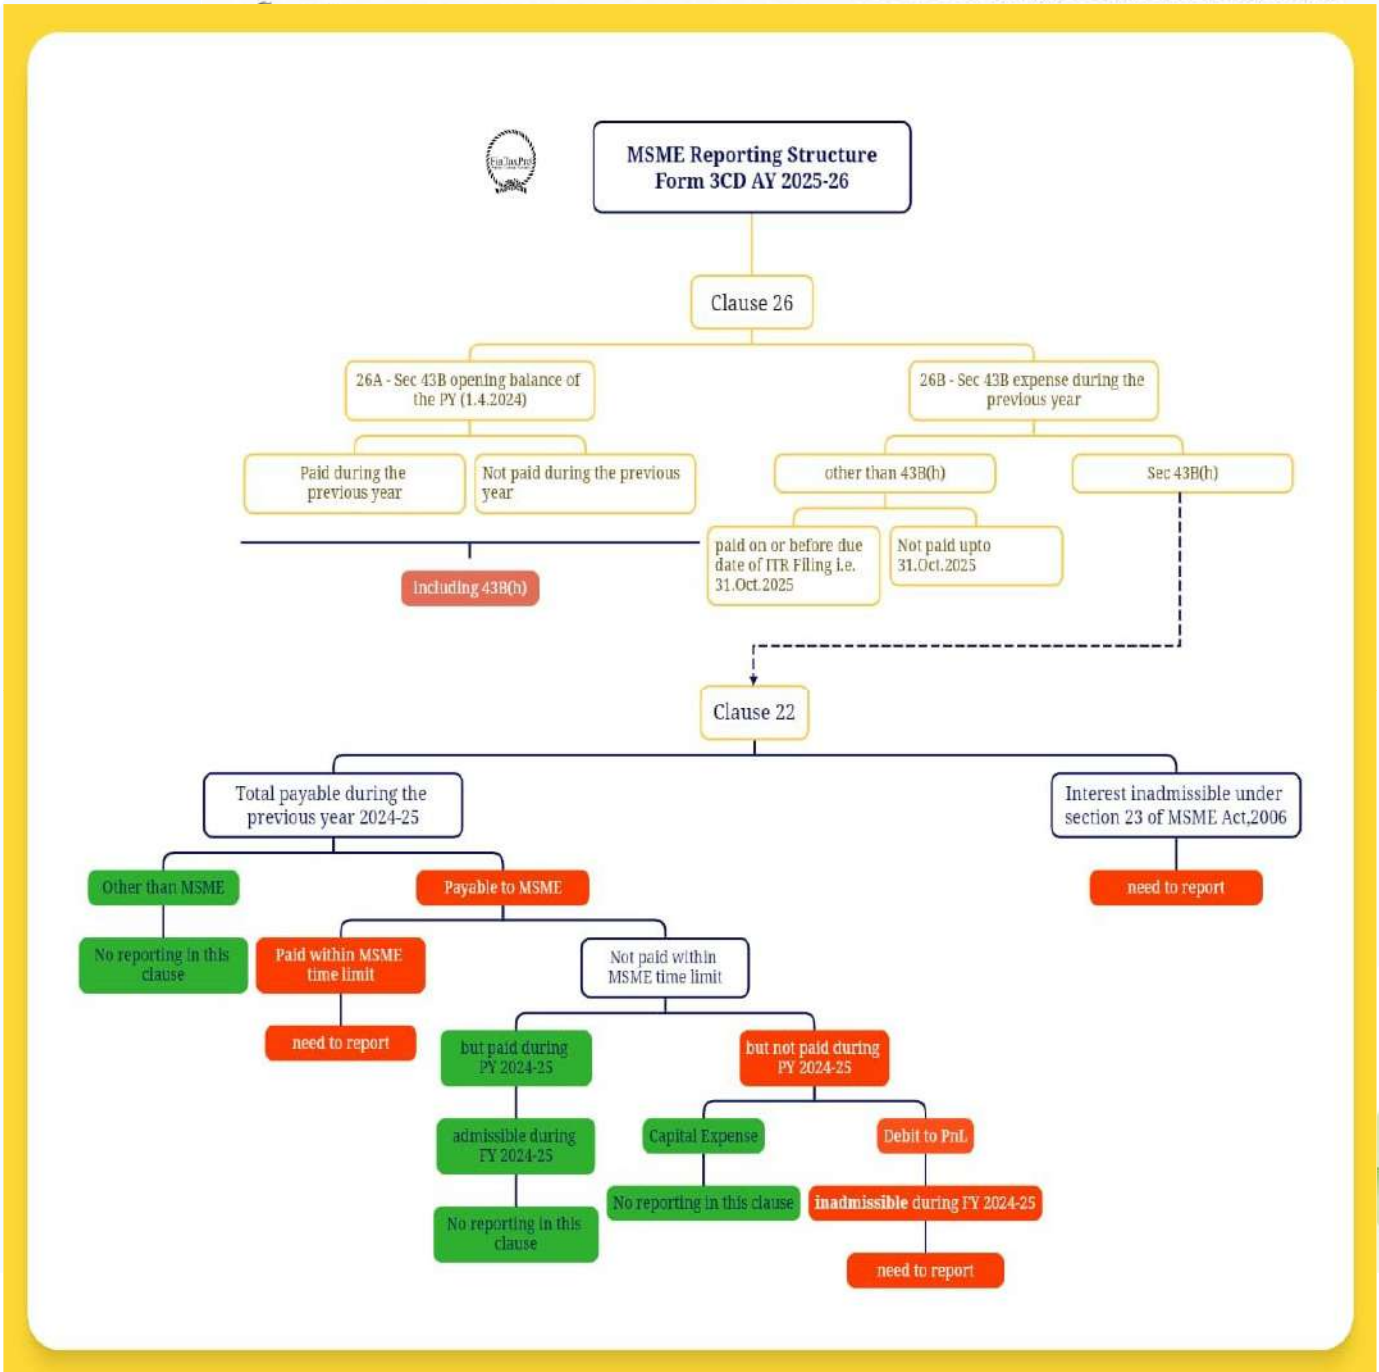 FinTaxPro
MSME Reporting Structure
Form 3CD AY 2025-26
Clause 26
26A - Sec 43B opening balance of
the PY (1.4.2024)
26B - Sec 43B expense during the
previous year
Paid during the
previous year
Not paid during the previous
year
other than 43B(h)
Sec 43B(h)
paid on or before due
date of ITR Filing i.e.
31.Oct.2025
Not paid upto
31.Oct.2025
including 43B(h)
Clause 22
Total payable during the
previous year 2024-25
Interest inadmissible under
section 23 of MSME Act,2006
Other than MSME
Payable to MSME
need to report
No reporting in this
clause
Paid within MSME
time limit
Not paid within
MSME time limit
need to report
but paid during
PY 2024-25
but not paid during
PY 2024-25
admissible during
FY 2024-25
Capital Expense
Debit to PnL
No reporting in this clause
inadmissible during FY 2024-25
No reporting in this
clause
need to report